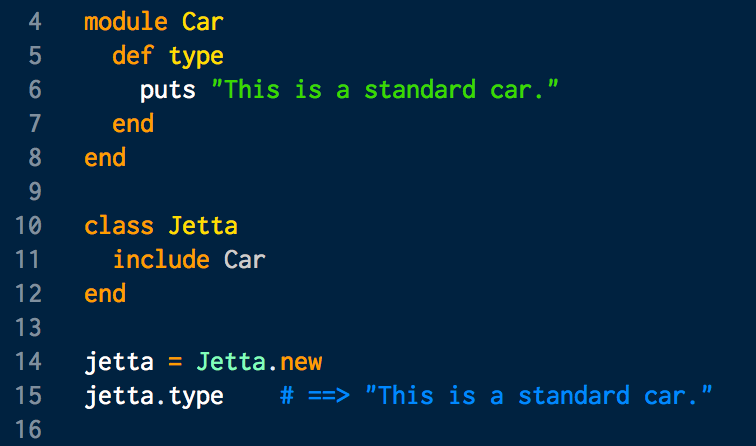 4 module Car
5   def type
6     puts "This is a standard car."
7   end
8 end
9
10 class Jetta
11   include Car
12 end
13
14 jetta = Jetta.new
15 jetta.type    # ==> "This is a standard car."
16